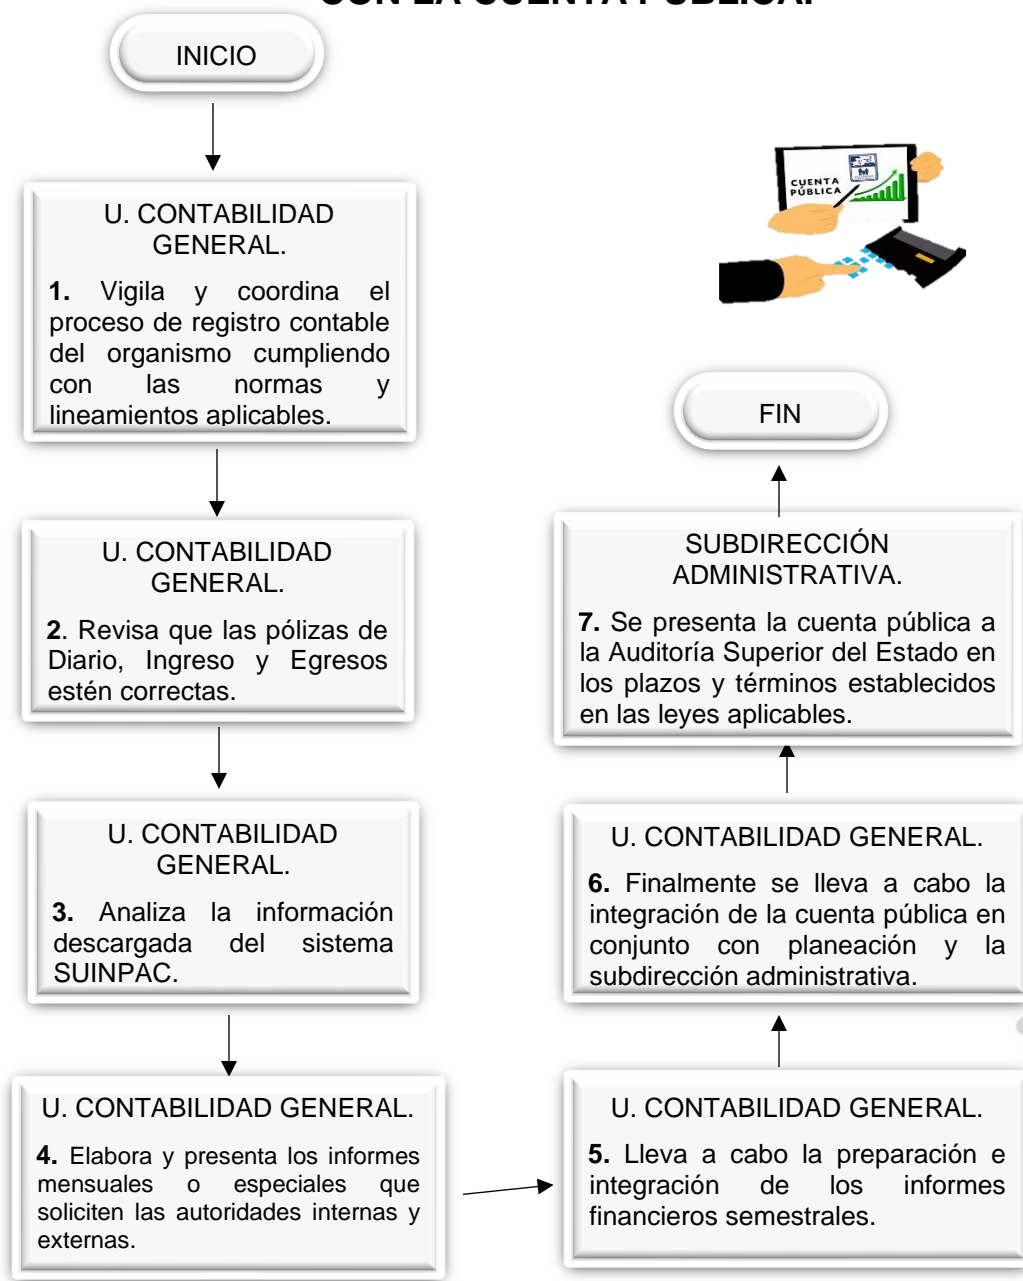 CON LA CUENTA PÚBLICA.
INICIO
U. CONTABILIDAD
GENERAL.
1. Vigila y coordina el
proceso de registro contable
del organismo cumpliendo
con las normas y
lineamientos aplicables.
U. CONTABILIDAD
GENERAL.
2. Revisa que las pólizas de
Diario, Ingreso y Egresos
estén correctas.
U. CONTABILIDAD
GENERAL.
3. Analiza la información
descargada del sistema
SUINPAC.
U. CONTABILIDAD GENERAL.
4. Elabora y presenta los informes
mensuales o especiales que
soliciten las autoridades internas y
externas.
U. CONTABILIDAD GENERAL.
5. Lleva a cabo la preparación e
integración de los informes
financieros semestrales.
U. CONTABILIDAD GENERAL.
6. Finalmente se lleva a cabo la
integración de la cuenta pública en
conjunto con planeación y la
subdirección administrativa.
SUBDIRECCIÓN
ADMINISTRATIVA.
7. Se presenta la cuenta pública a
la Auditoría Superior del Estado en
los plazos y términos establecidos
en las leyes aplicables.
FIN
CUENTA
PÚBLICA